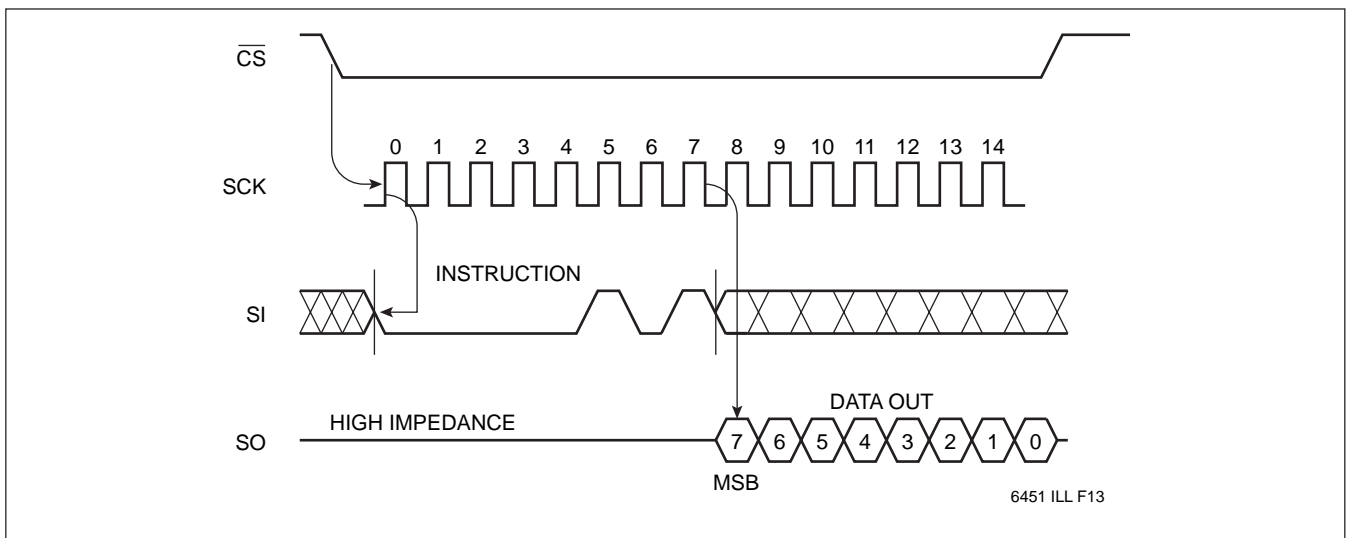 CS
0 1 2 3 4 5 6 7 8 9 10 11 12 13 14
SCK
INSTRUCTION
SI
DATA OUT
HIGH IMPEDANCE
SO
7 6 5 4 3 2 1 0
MSB
6451 ILL F13